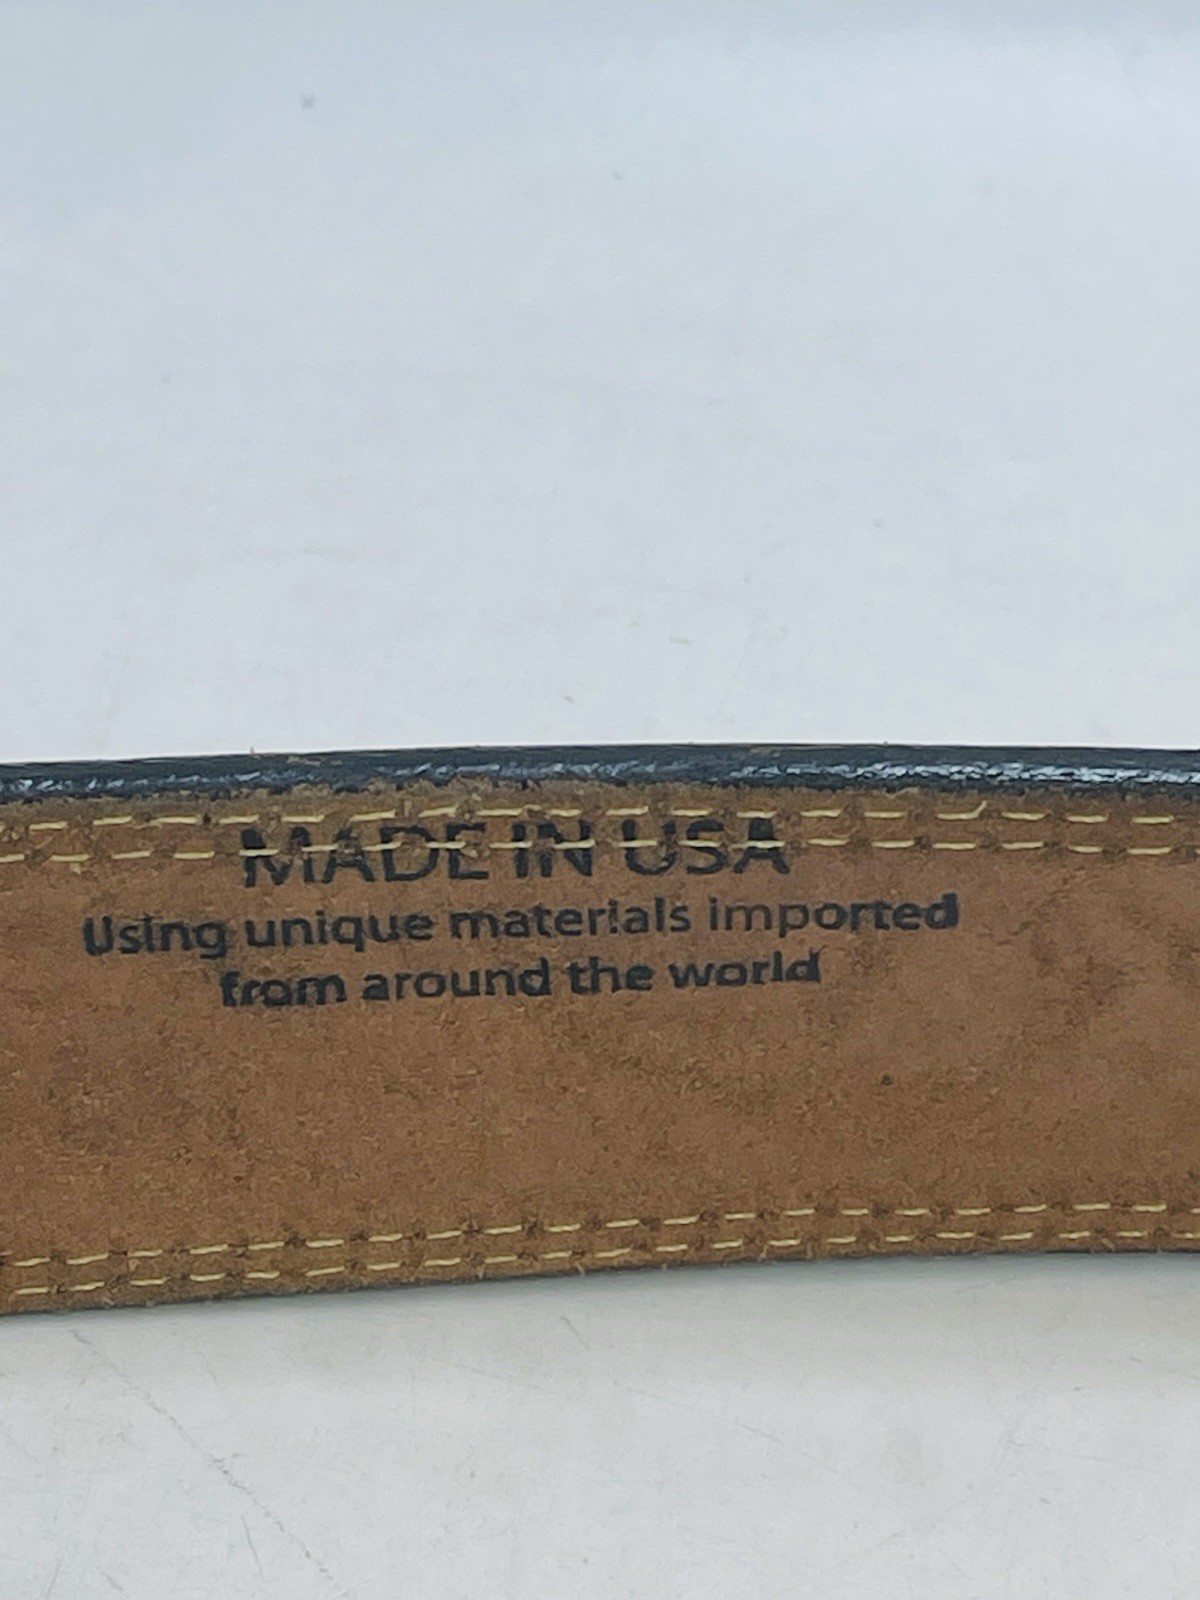 MADE IN USA
Using unique materials imported
from around the world